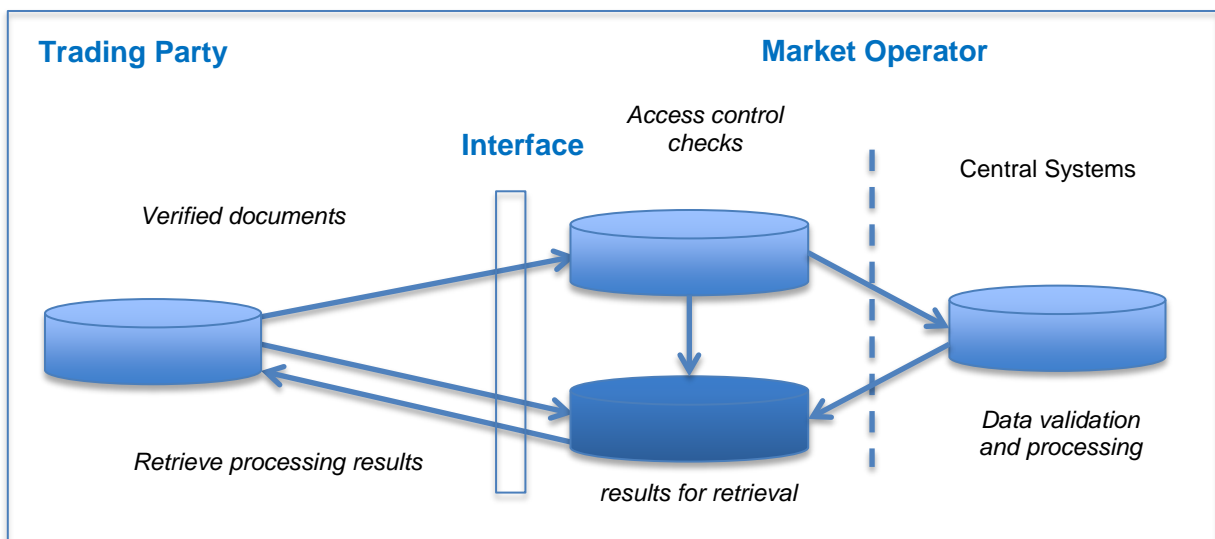 Trading Party
Market Operator
Access control
checks
Interface
Central Systems
Verified documents
Data validation
and processing
Retrieve processing results
results for retrieval